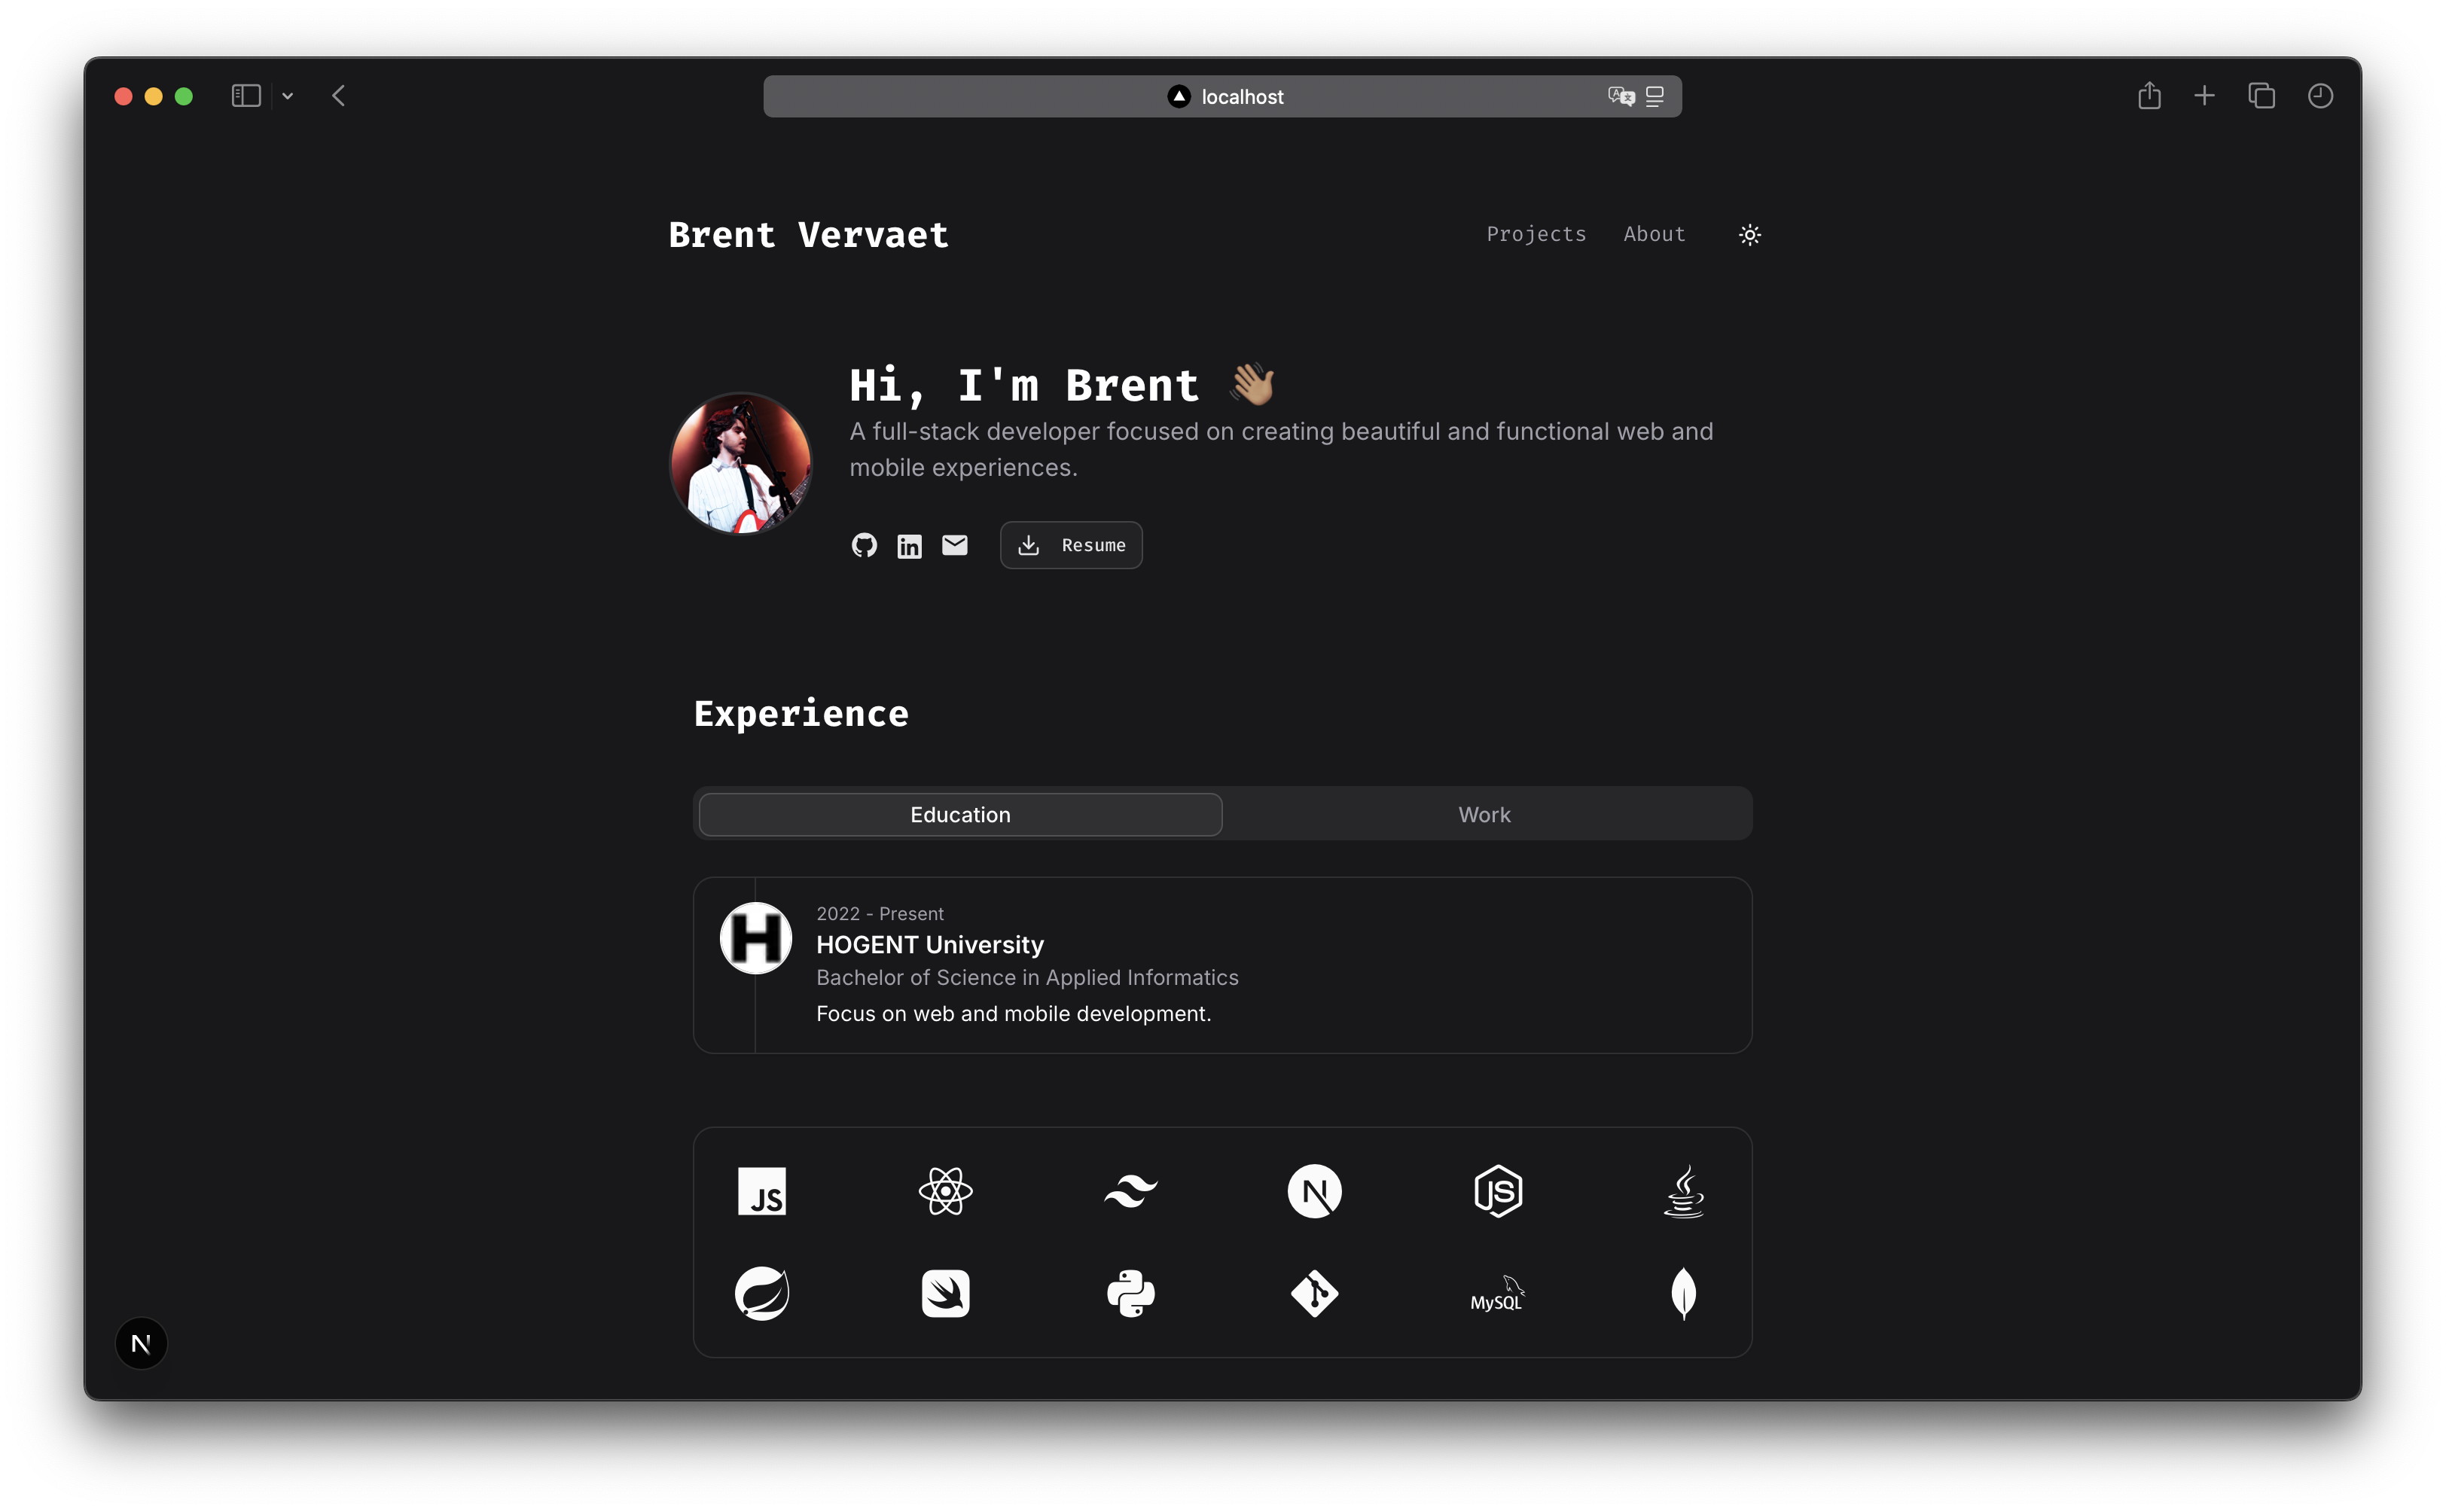 localhost
Brent Vervaet
Projects
About
Hi, I'm Brent 👋🏽
A full-stack developer focused on creating beautiful and functional web and
mobile experiences.
in
Resume
Experience
Education
Work
H
2022 - Present
HOGENT University
Bachelor of Science in Applied Informatics
Focus on web and mobile development.
JS
N
JS
MySQL
N